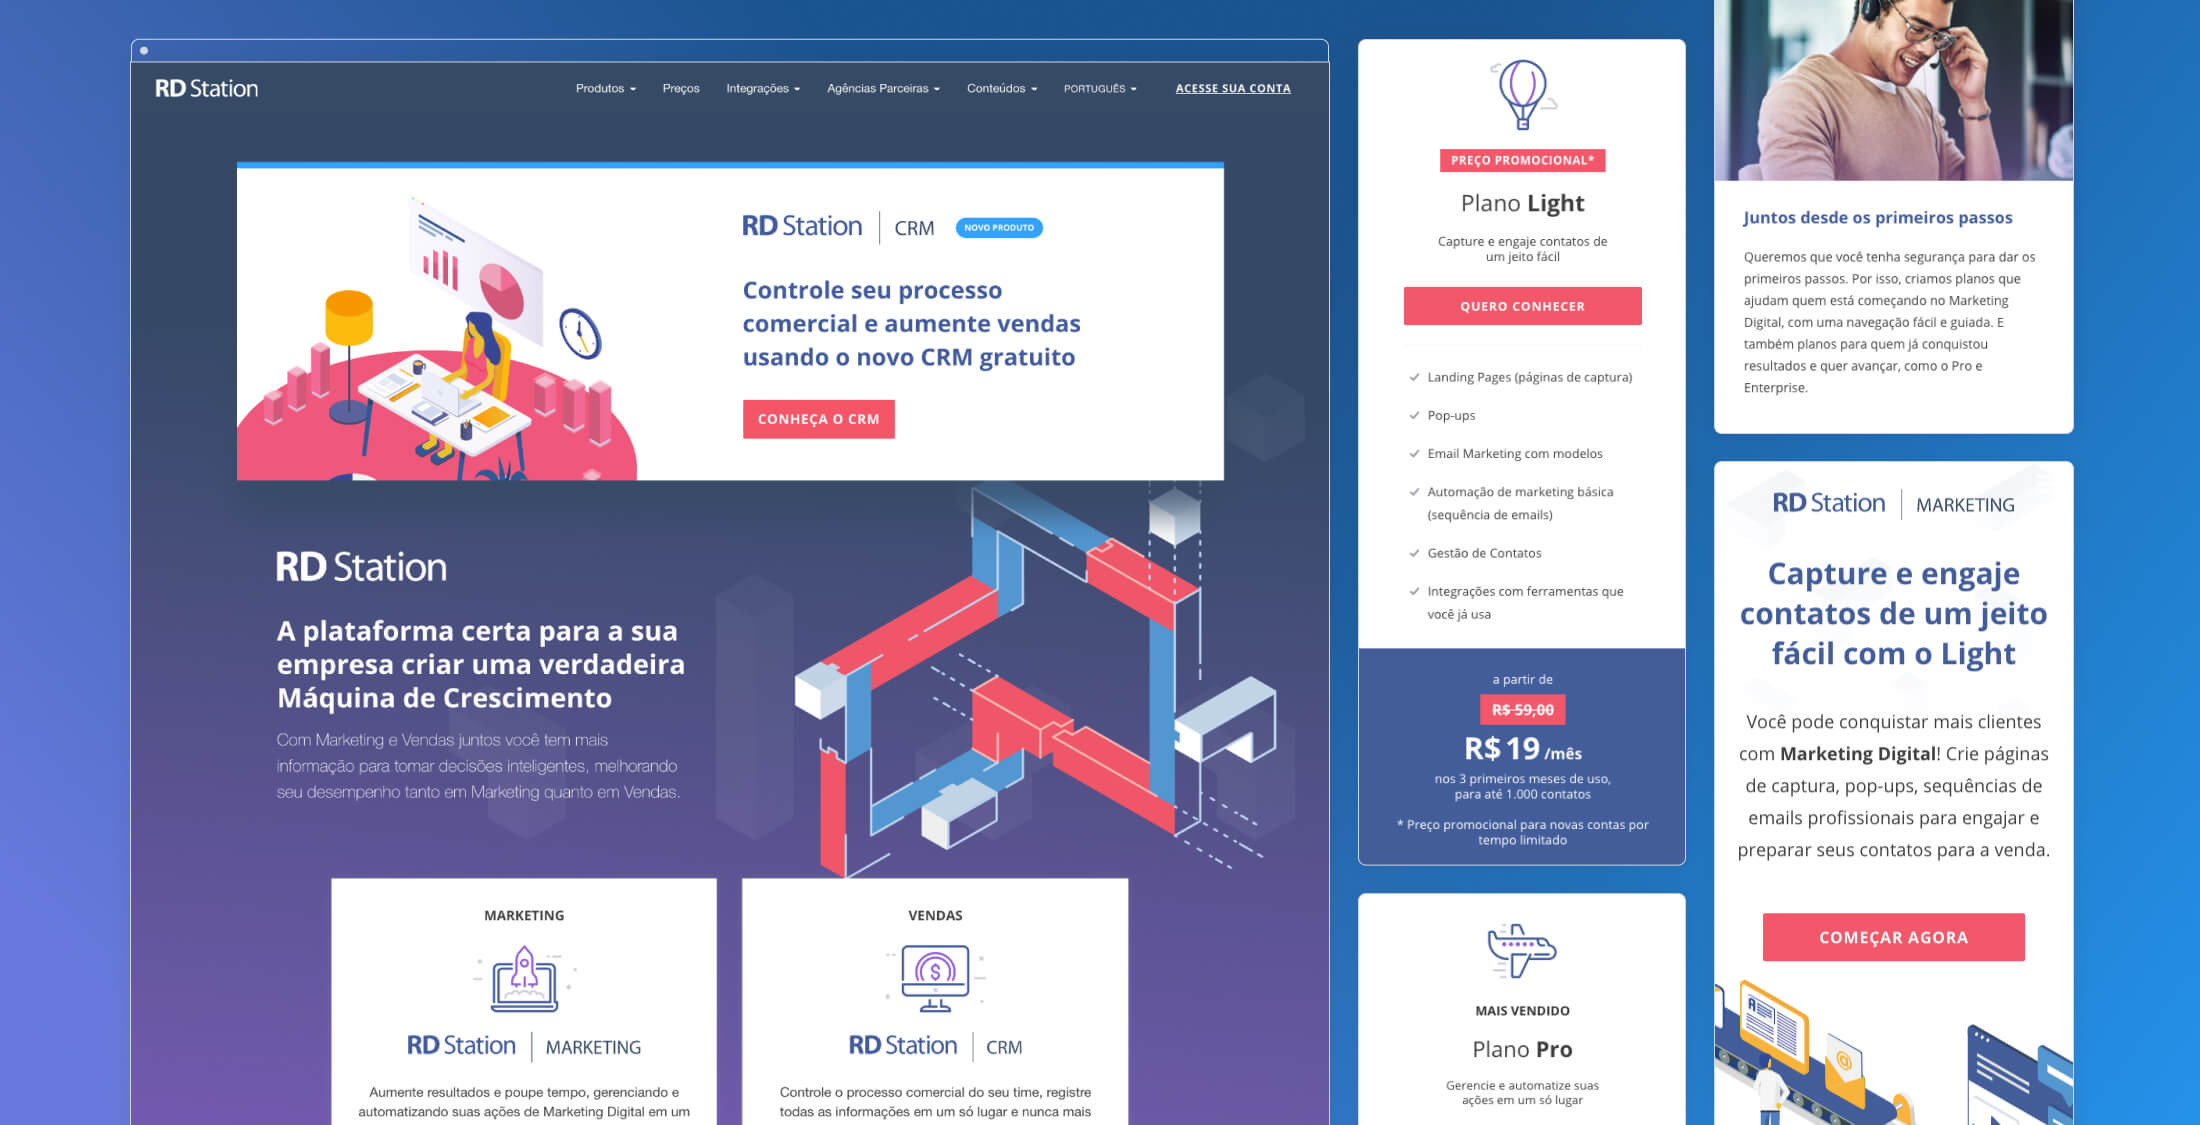 RD Station
Produtos
Preços
Integrações
Agências Parceiras
Conteúdos
PORTUGUÊS
ACESSE SUA CONTA
RD Station | CRM
NOVO PRODUTO
Controle seu processo
comercial e aumente vendas
usando o novo CRM gratuito
CONHEÇA O CRM
RD Station
A plataforma certa para a sua
empresa criar uma verdadeira
Máquina de Crescimento
Com Marketing e Vendas juntos você tem mais
informação para tomar decisões inteligentes, melhorando
seu desempenho tanto em Marketing quanto em Vendas.
MARKETING
RD Station | MARKETING
Aumente resultados e poupe tempo, gerenciando e
automatizando suas ações de Marketing Digital em um
VENDAS
$
RD Station | CRM
Controle o processo comercial do seu time, registre
todas as informações em um só lugar e nunca mais
PREÇO PROMOCIONAL*
Plano Light
Capture e engaje contatos de
um jeito fácil
QUERO CONHECER
Landing Pages (páginas de captura)
Pop-ups
Email Marketing com modelos
Automação de marketing básica
(sequência de emails)
Gestão de Contatos
Integrações com ferramentas que
você já usa
a partir de
R$ 59,00
R$ 19 /mês
nos 3 primeiros meses de uso,
para até 1.000 contatos
* Preço promocional para novas contas por
tempo limitado
MAIS VENDIDO
Plano Pro
Gerencie e automatize suas
ações em um só lugar
Juntos desde os primeiros passos
Queremos que você tenha segurança para dar os
primeiros passos. Por isso, criamos planos que
ajudam quem está começando no Marketing
Digital, com uma navegação fácil e guiada. E
também planos para quem já conquistou
resultados e quer avançar, como o Pro e
Enterprise.
RD Station | MARKETING
Capture e engaje
contatos de um jeito
fácil com o Light
Você pode conquistar mais clientes
com Marketing Digital! Crie páginas
de captura, pop-ups, sequências de
emails profissionais para engajar e
preparar seus contatos para a venda.
COMEÇAR AGORA
A
@